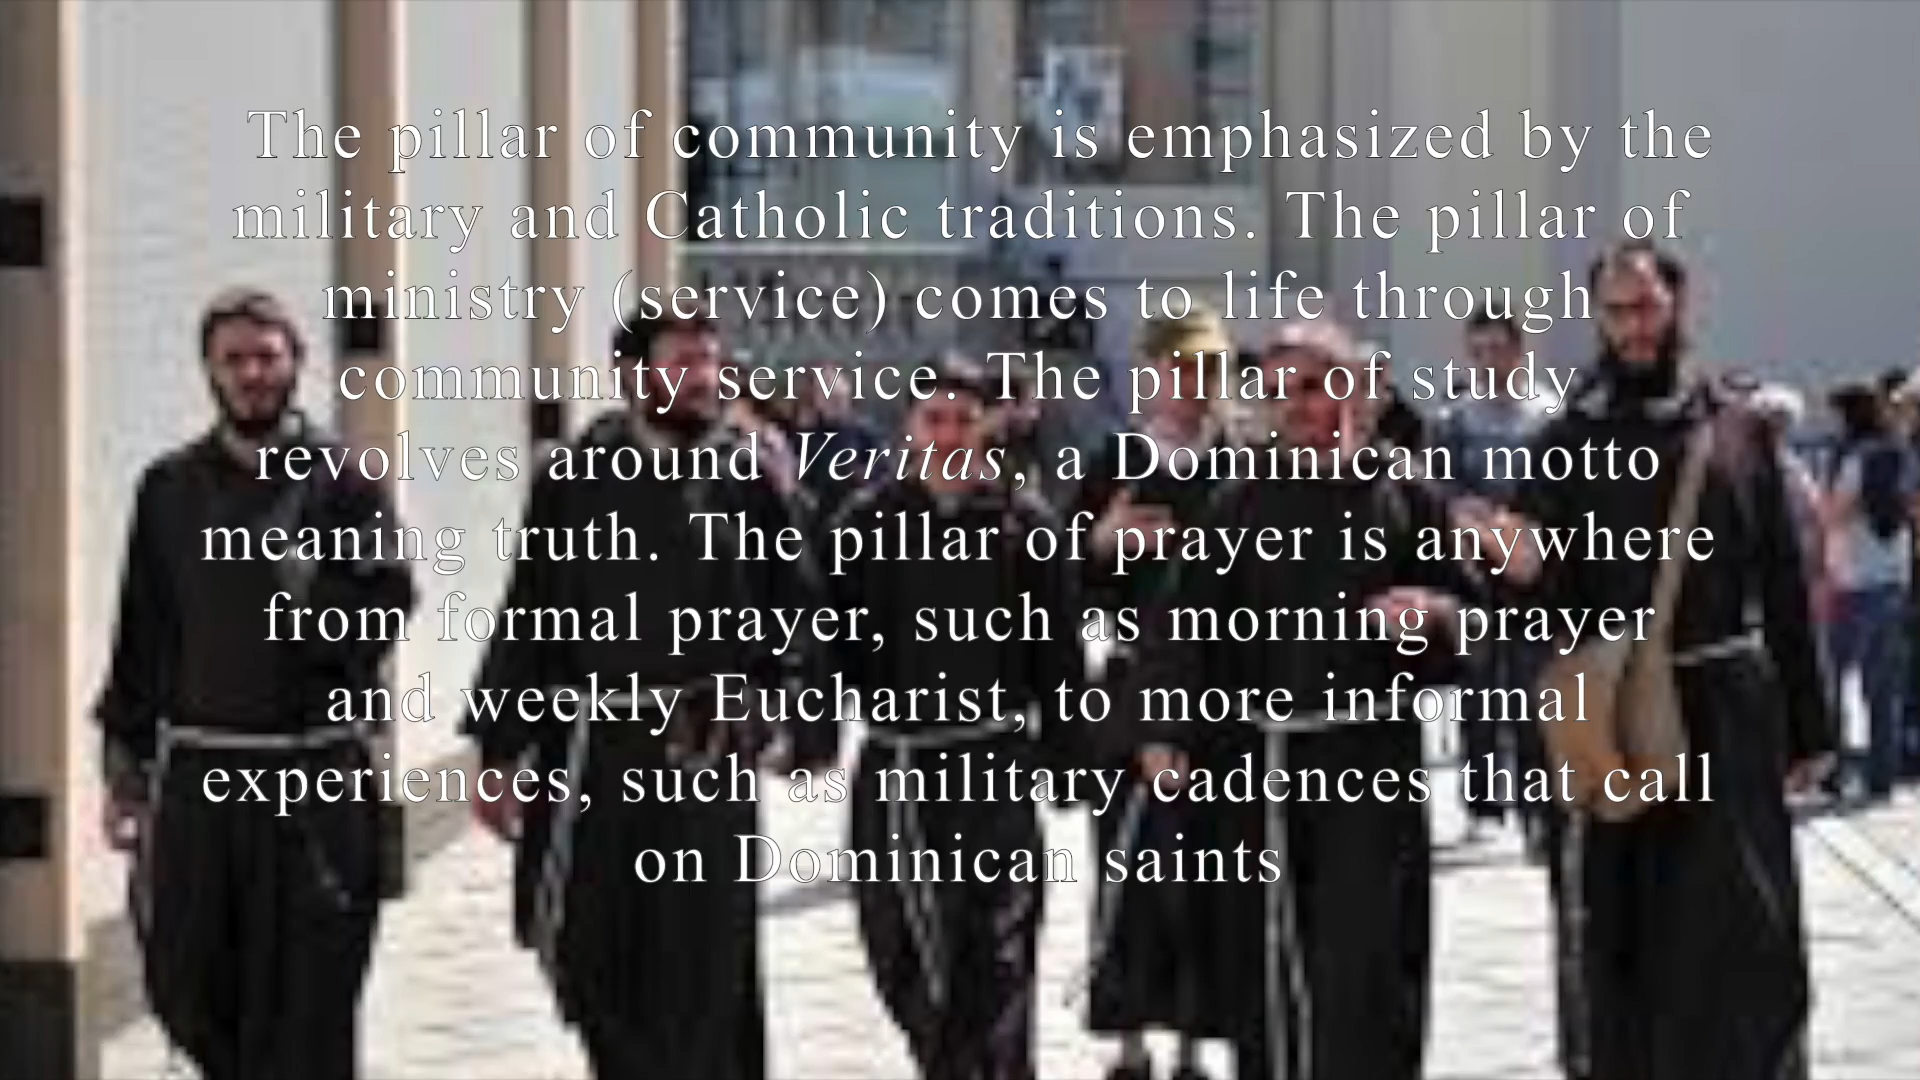 The pillar of community is emphasized by the
military and Catholic traditions. The pillar of
ministry (service) comes to life through
community service. The pillar of study
revolves around Veritas, a Dominican motto
meaning truth. The pillar of prayer is anywhere
from formal prayer, such as morning prayer
and weekly Eucharist, to more informal
experiences, such as military cadences that call
on Dominican saints